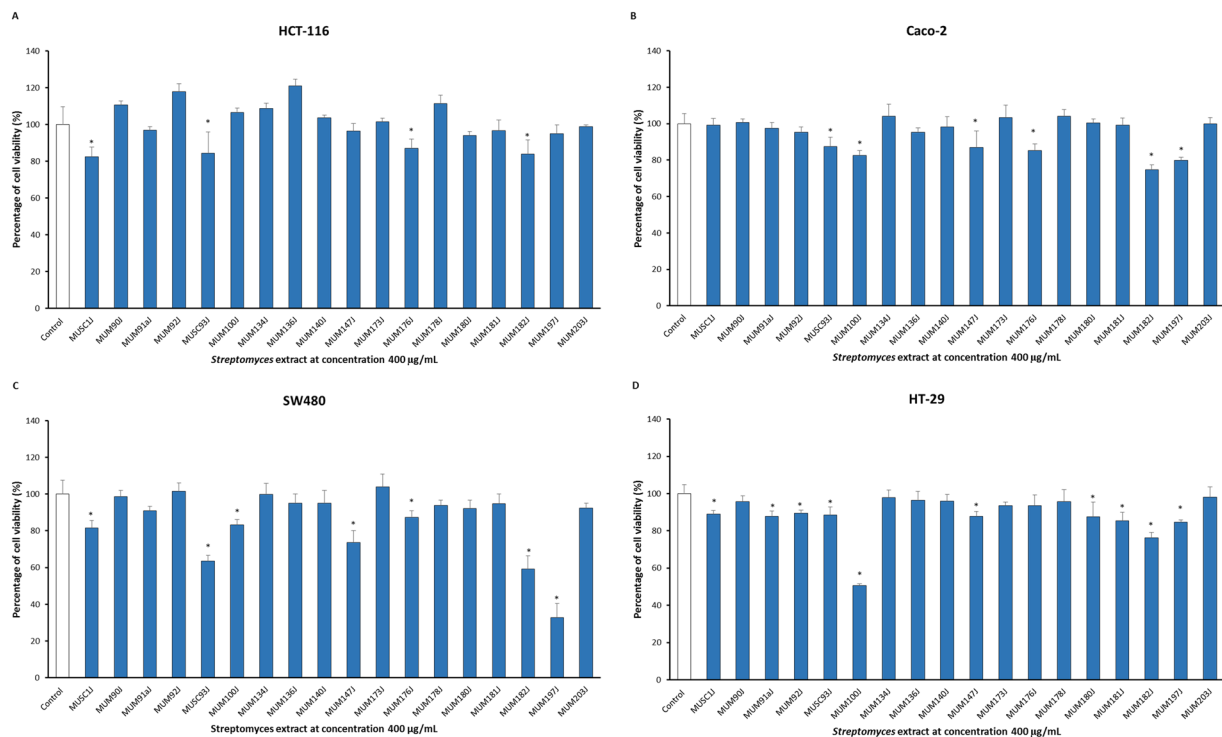 A
HCT-116
Percentage of cell viability (%)
140
120
100
80
60
40
20
0
*
*
*
*
Control
MUSC1J
MUM90J
MUM91aJ
MUM92J
MUSC93J
MUM100J
MUM134J
MUM136J
MUM140J
MUM147J
MUM173J
MUM176J
MUM178J
MUM180J
MUM181J
MUM182J
MUM197J
MUM203J
Streptomyces extract at concentration 400 µg/mL
B
Caco-2
Percentage of cell viability (%)
140
120
100
80
60
40
20
0
*
*
*
*
*
*
Control
MUSC1J
MUM90J
MUM91aJ
MUM92J
MUSC93J
MUM100J
MUM134J
MUM136J
MUM140J
MUM147J
MUM173J
MUM176J
MUM178J
MUM180J
MUM181J
MUM182J
MUM197J
MUM203J
Streptomyces extract at concentration 400 µg/mL
C
SW480
Percentage of cell viability (%)
140
120
100
80
60
40
20
0
*
*
*
*
*
*
*
Control
MUSC1J
MUM90J
MUM91aJ
MUM92J
MUSC93J
MUM100J
MUM134J
MUM136J
MUM140J
MUM147J
MUM173J
MUM176J
MUM178J
MUM180J
MUM181J
MUM182J
MUM197J
MUM203J
Streptomyces extract at concentration 400 µg/mL
D
HT-29
Percentage of cell viability (%)
140
120
100
80
60
40
20
0
*
*
*
*
*
*
*
*
*
*
Control
MUSC1J
MUM90J
MUM91aJ
MUM92J
MUSC93J
MUM100J
MUM134J
MUM136J
MUM140J
MUM147J
MUM173J
MUM176J
MUM178J
MUM180J
MUM181J
MUM182J
MUM197J
MUM203J
Streptomyces extract at concentration 400 µg/mL